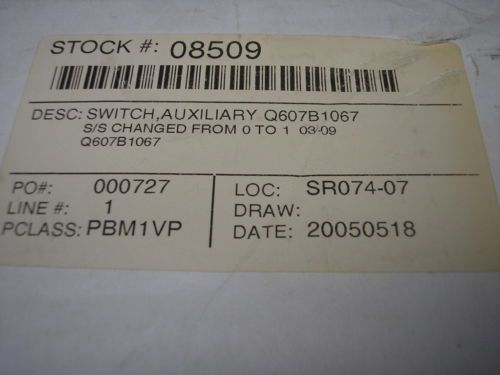 STOCK #: 08509
DESC: SWITCH,AUXILIARY Q607B1067
S/S CHANGED FROM 0 TO 1 03-09
Q607B1067
PO#: 000727
LINE #: 1
PCLASS: PBM1VP
LOC: SR074-07
DRAW:
DATE: 20050518